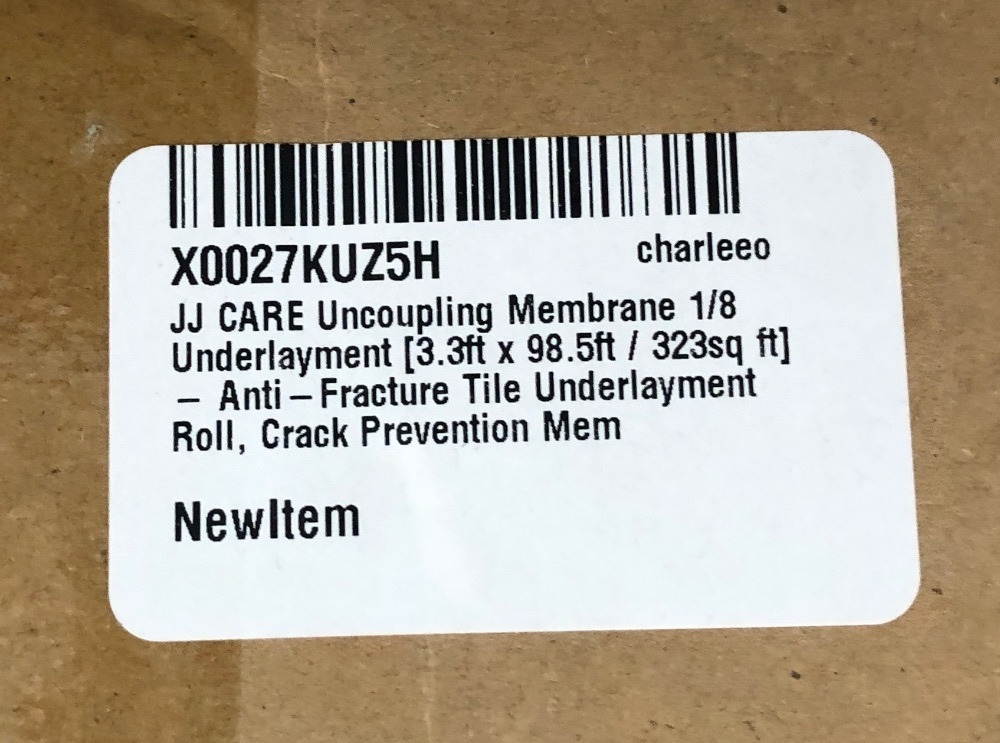 X0027KUZ5H charleeo
JJ CARE Uncoupling Membrane 1/8
Underlayment [3.3ft x 98.5ft / 323sq ft]
– Anti–Fracture Tile Underlayment
Roll, Crack Prevention Mem
NewItem